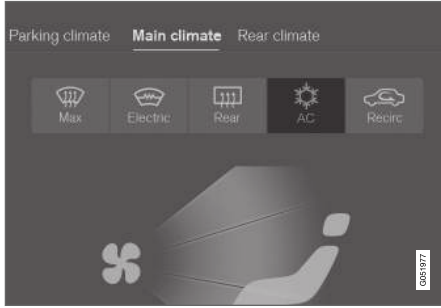 Parking climate Main climate Rear climate
Max Electric Rear AC Recirc
G051977